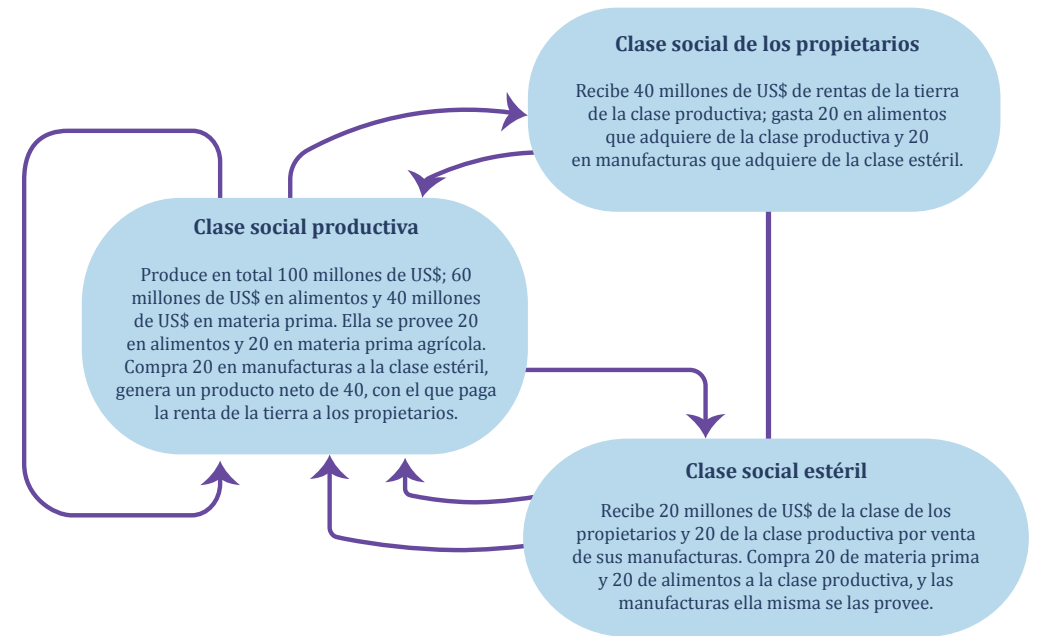 Clase social de los propietarios
Recibe 40 millones de US$ de rentas de la tierra
de la clase productiva; gasta 20 en alimentos
que adquiere de la clase productiva y 20
en manufacturas que adquiere de la clase estéril.
Clase social productiva
Produce en total 100 millones de US$; 60
millones de US$ en alimentos y 40 millones
de US$ en materia prima. Ella se provee 20
en alimentos y 20 en materia prima agrícola.
Compra 20 en manufacturas a la clase estéril,
genera un producto neto de 40, con el que paga
la renta de la tierra a los propietarios.
Clase social estéril
Recibe 20 millones de US$ de la clase de los
propietarios y 20 de la clase productiva por venta
de sus manufacturas. Compra 20 de materia prima
y 20 de alimentos a la clase productiva, y las
manufacturas ella misma se las provee.